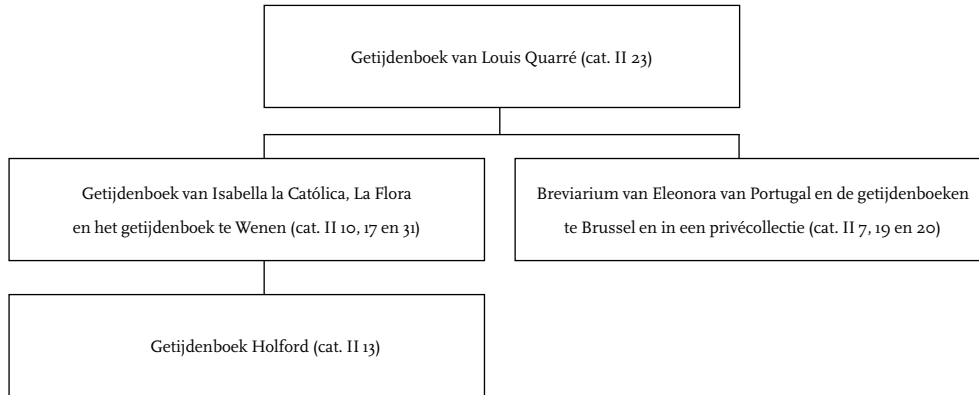 Getijdenboek van Louis Quarré (cat. II 23)
Getijdenboek van Isabella la Católica, La Flora
en het getijdenboek te Wenen (cat. II 10, 17 en 31)
Breviarium van Eleonora van Portugal en de getijdenboeken
te Brussel en in een privécollectie (cat. II 7, 19 en 20)
Getijdenboek Holford (cat. II 13)